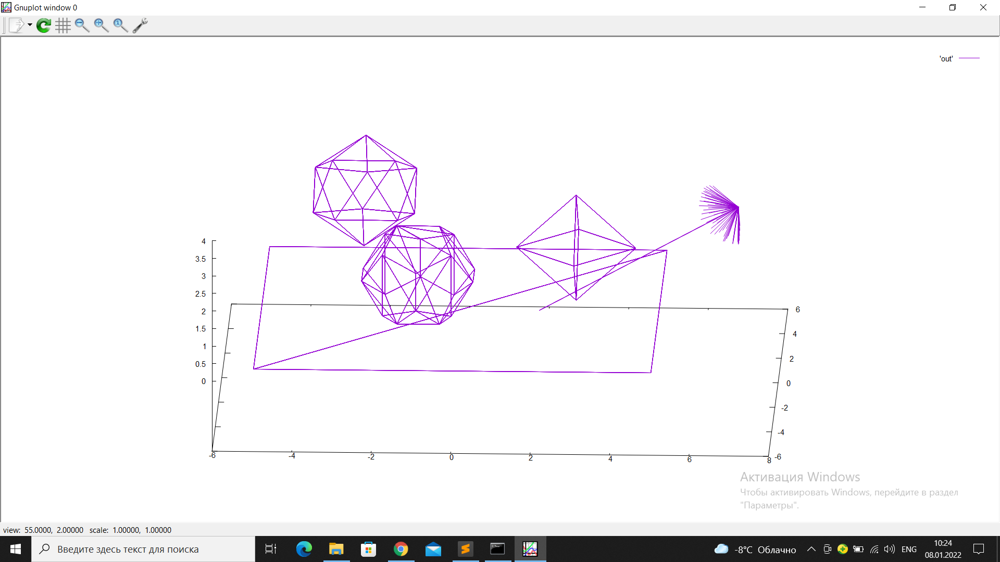 Gnuplot window 0
'out'
4
3.5
3
2.5
2
1.5
1
0.5
0
6
4
2
0
-2
-4
-6
-6
-4
-2
0
2
4
6
8
Активация Windows
Чтобы активировать Windows, перейдите в раздел
"Параметры".
view: 55.0000, 2.00000 scale: 1.00000, 1.00000
Введите здесь текст для поиска
-8°C Облачно
ENG
10:24
08.01.2022